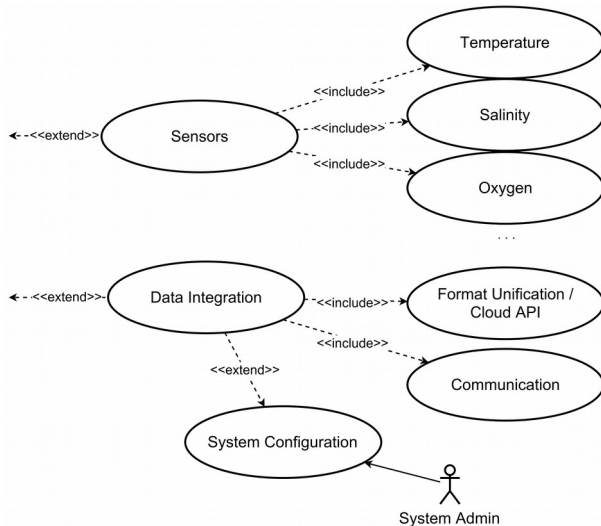 Temperature
<<include>>
<<extend>>
Sensors
<<include>>
Salinity
<<include>>
Oxygen
. . .
<<extend>>
Data Integration
<<include>>
Format Unification /
Cloud API
<<include>>
<<extend>>
Communication
System Configuration
System Admin